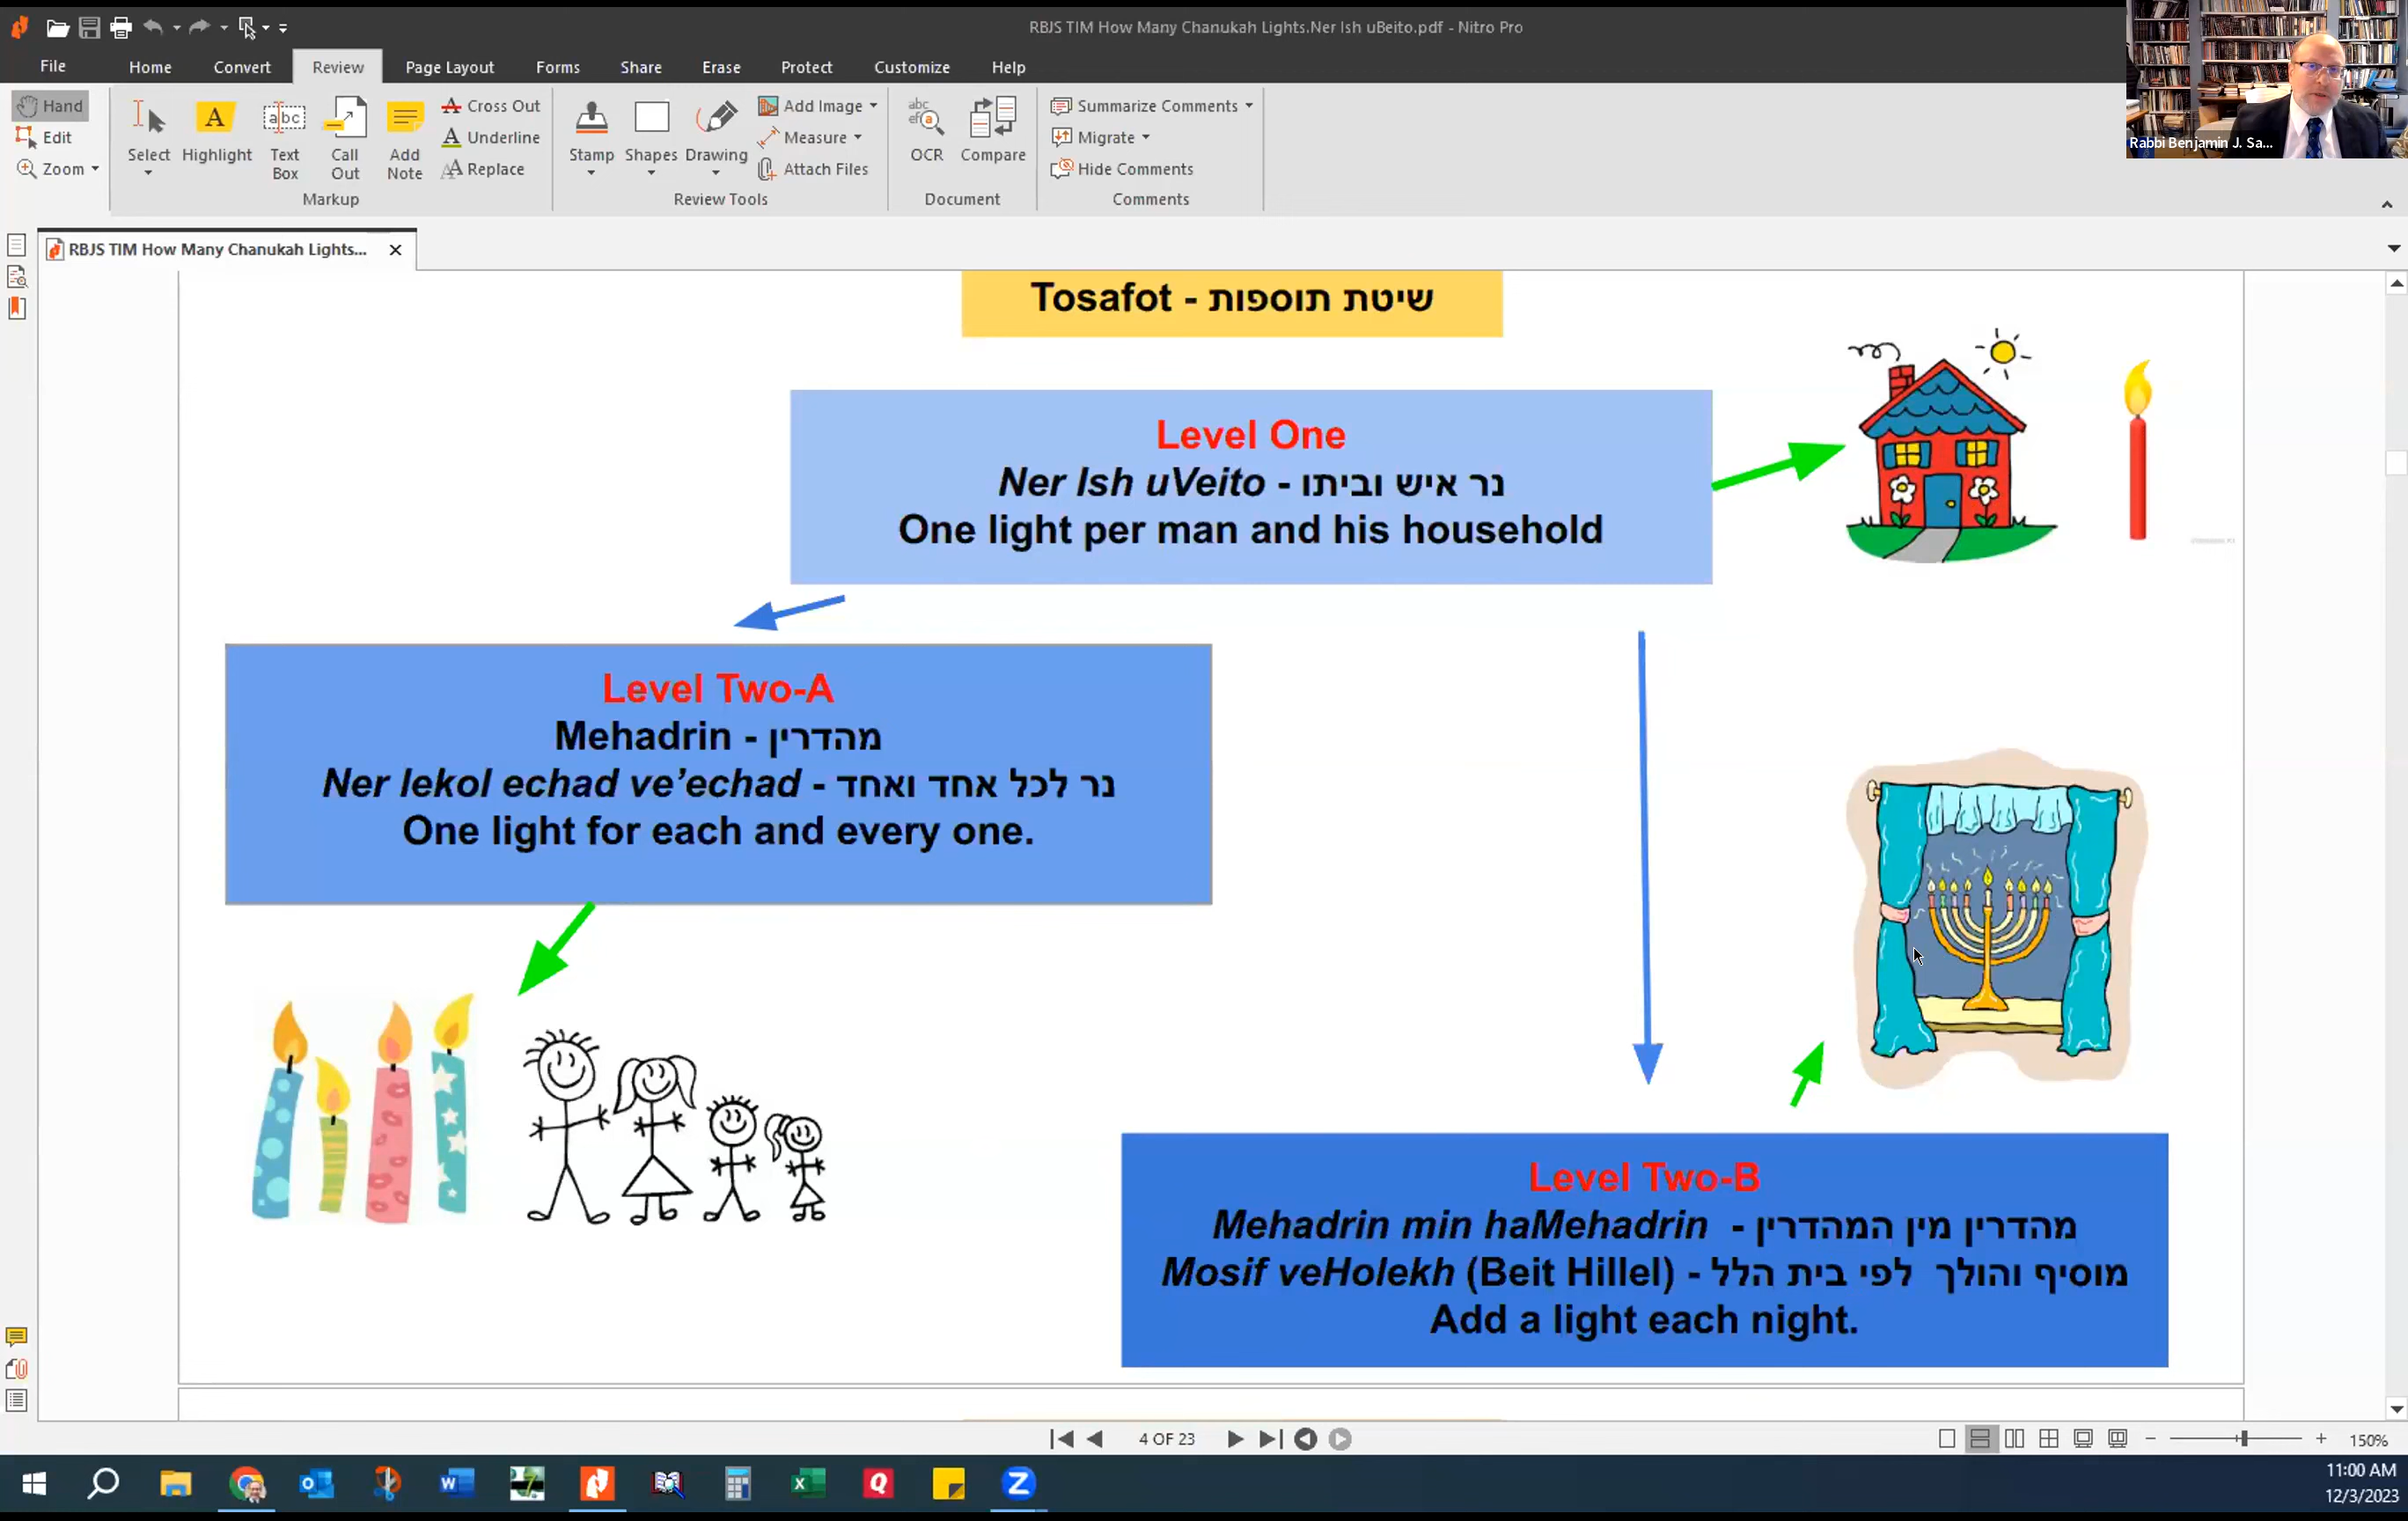 RBJS TIM How Many Chanukah Lights.Ner Ish uBeito.pdf - Nitro Pro
File Home Convert Review Page Layout Forms Share Erase Protect Customize Help
Hand
Edit
Zoom
Select
Highlight
Text Box
Call Out
Add Note
Cross Out
Underline
Replace
Markup
Stamp
Shapes
Drawing
Add Image
Measure
Attach Files
Review Tools
OCR
Compare
Document
Summarize Comments
Migrate
Hide Comments
Comments
Rabbi Benjamin J. Sa...
RBJS TIM How Many Chanukah Lights...
Tosafot - שיטת תוספות
Level One
Ner Ish uVeito - נר איש וביתו
One light per man and his household
Level Two-A
Mehadrin - מהדרין
Ner lekol echad ve’echad - נר לכל אחד ואחד
One light for each and every one.
Level Two-B
Mehadrin min haMehadrin - מהדרין מין המהדרין
Mosif veHolekh (Beit Hillel) - מוסיף והולך לפי בית הלל
Add a light each night.
4 OF 23
150%
11:00 AM
12/3/2023